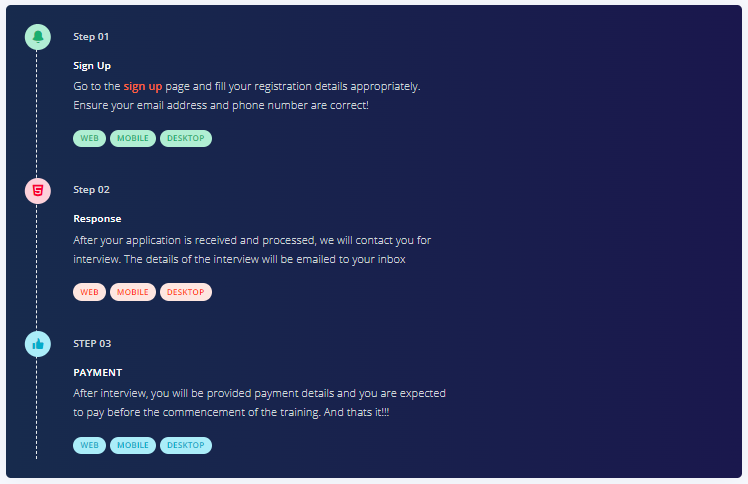 Step 01
Sign Up
Go to the sign up page and fill your registration details appropriately.
Ensure your email address and phone number are correct!
WEB MOBILE DESKTOP
Step 02
Response
After your application is received and processed, we will contact you for
interview. The details of the interview will be emailed to your inbox
WEB MOBILE DESKTOP
STEP 03
PAYMENT
After interview, you will be provided payment details and you are expected
to pay before the commencement of the training. And thats it!!!
WEB MOBILE DESKTOP